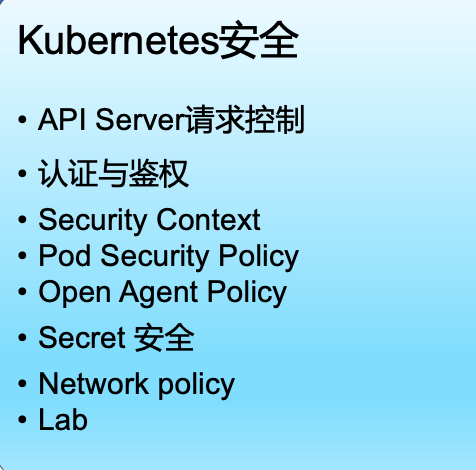 Kubernetes安全
• API Server请求控制
• 认证与鉴权
• Security Context
• Pod Security Policy
• Open Agent Policy
• Secret 安全
• Network policy
• Lab